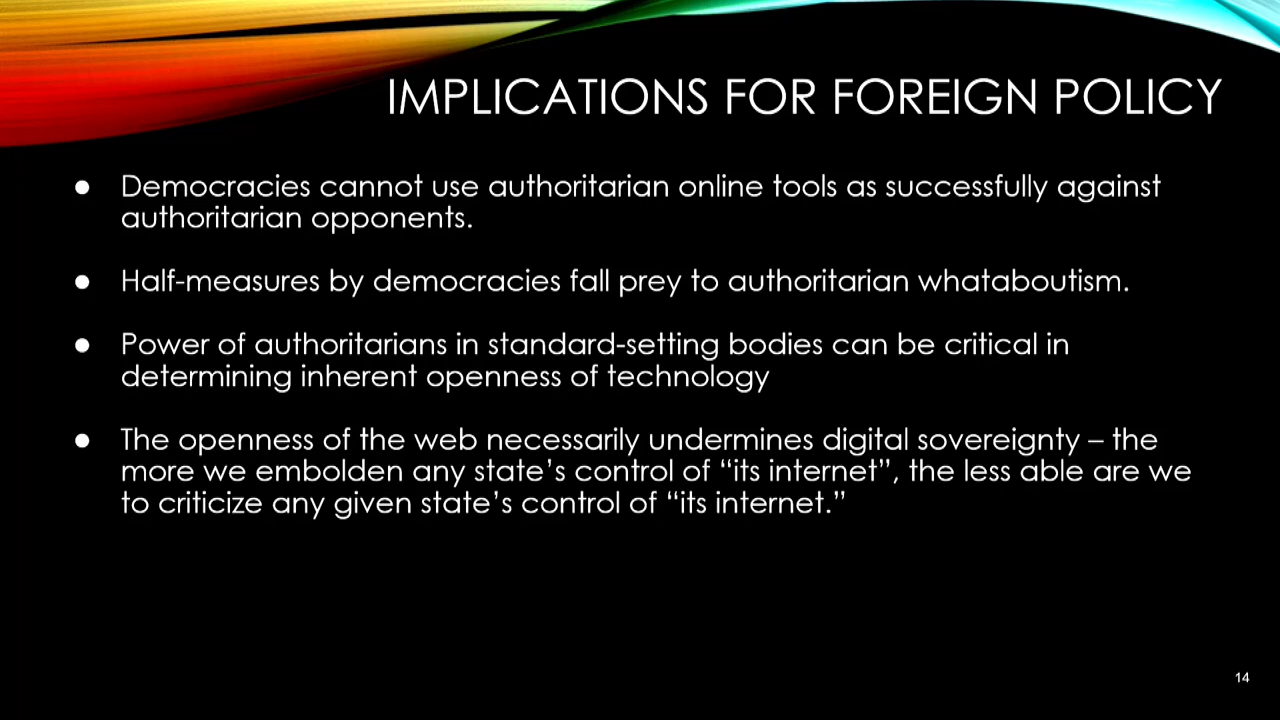 IMPLICATIONS FOR FOREIGN POLICY
● Democracies cannot use authoritarian online tools as successfully against
authoritarian opponents.
● Half-measures by democracies fall prey to authoritarian whataboutism.
● Power of authoritarians in standard-setting bodies can be critical in
determining inherent openness of technology
● The openness of the web necessarily undermines digital sovereignty – the
more we embolden any state’s control of “its internet”, the less able are we
to criticize any given state’s control of “its internet.”
14